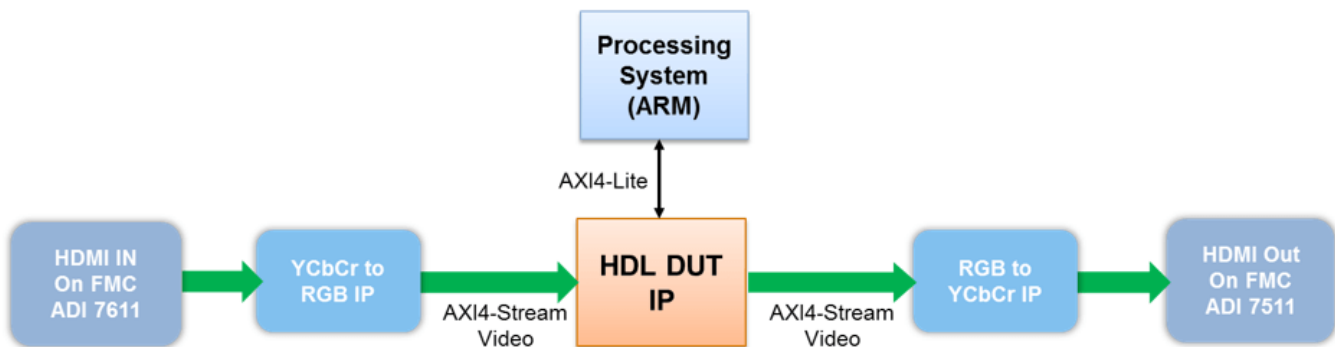 Processing
System
(ARM)
AXI4-Lite
HDMI IN
On FMC
ADI 7611
YCbCr to
RGB IP
AXI4-Stream
Video
HDL DUT
IP
AXI4-Stream
Video
RGB to
YCbCr IP
HDMI Out
On FMC
ADI 7511